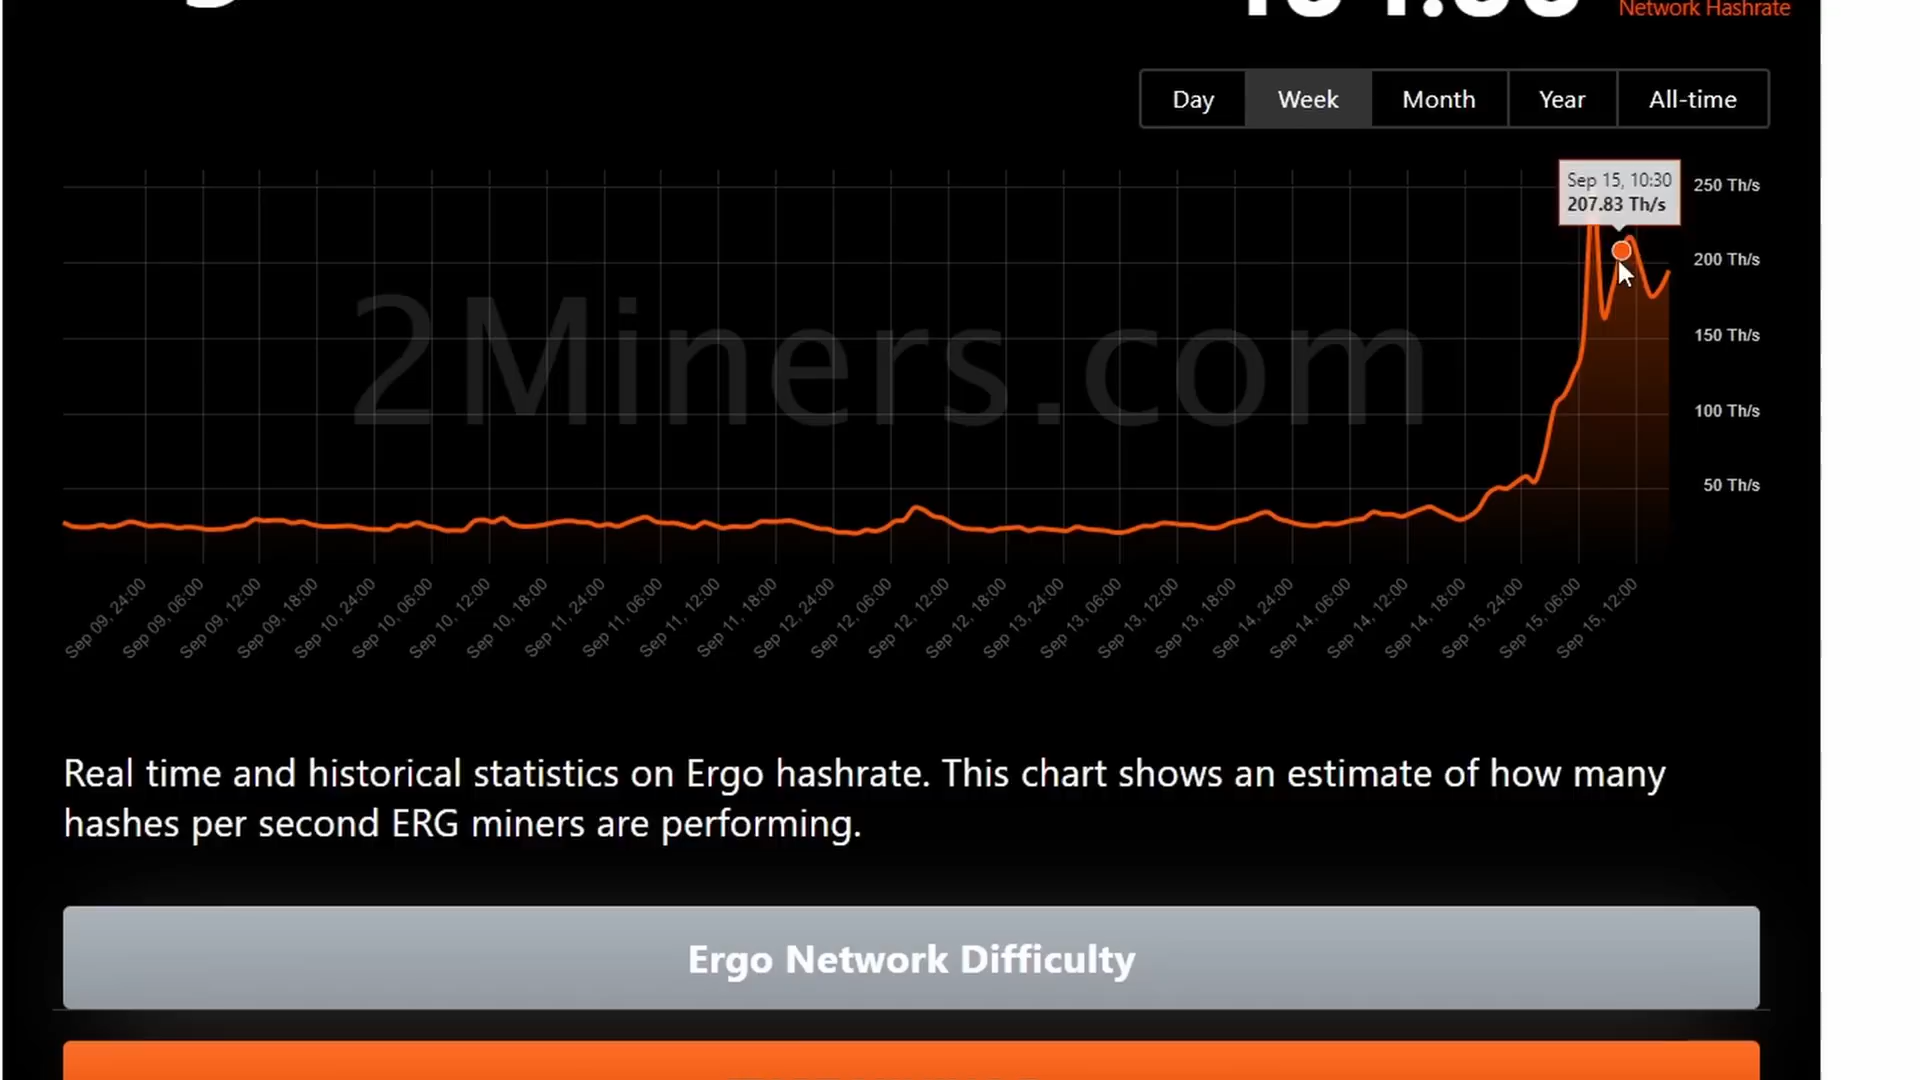 Network Hashrate
Day Week Month Year All-time
Sep 15, 10:30
207.83 Th/s
250 Th/s
200 Th/s
150 Th/s
100 Th/s
50 Th/s
2Miners.com
Sep 09, 24:00
Sep 09, 06:00
Sep 09, 12:00
Sep 09, 18:00
Sep 10, 24:00
Sep 10, 06:00
Sep 10, 12:00
Sep 10, 18:00
Sep 11, 24:00
Sep 11, 06:00
Sep 11, 12:00
Sep 11, 18:00
Sep 12, 24:00
Sep 12, 06:00
Sep 12, 12:00
Sep 12, 18:00
Sep 13, 24:00
Sep 13, 06:00
Sep 13, 12:00
Sep 13, 18:00
Sep 14, 24:00
Sep 14, 06:00
Sep 14, 12:00
Sep 14, 18:00
Sep 15, 24:00
Sep 15, 06:00
Sep 15, 12:00
Real time and historical statistics on Ergo hashrate. This chart shows an estimate of how many
hashes per second ERG miners are performing.
Ergo Network Difficulty